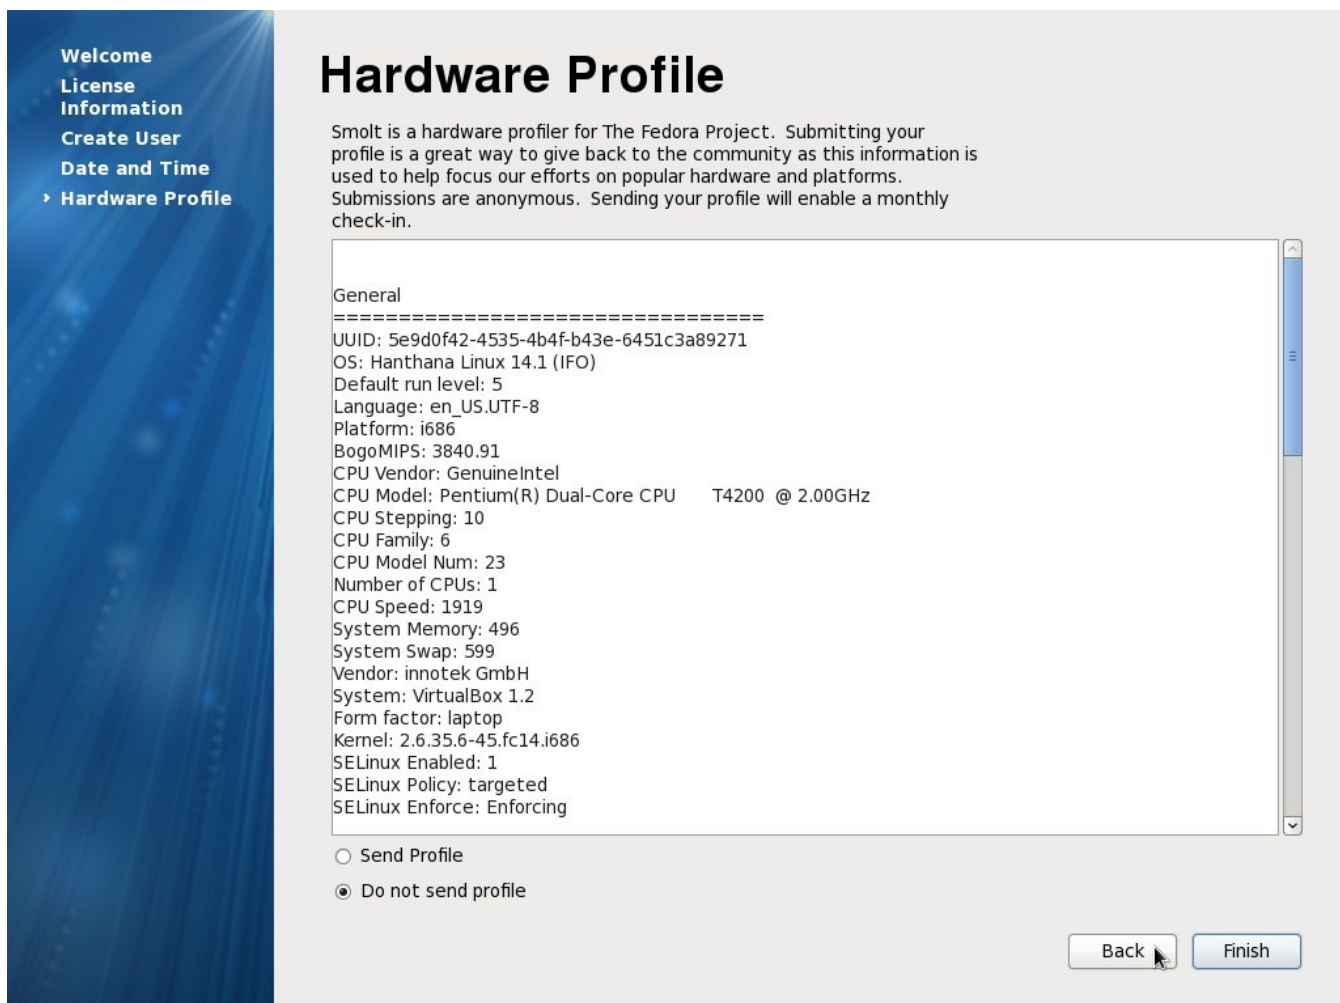 Welcome
License
Information
Create User
Date and Time
Hardware Profile
Hardware Profile
Smolt is a hardware profiler for The Fedora Project.  Submitting your
profile is a great way to give back to the community as this information is
used to help focus our efforts on popular hardware and platforms.
Submissions are anonymous.  Sending your profile will enable a monthly
check-in.
General
=================================
UUID: 5e9d0f42-4535-4b4f-b43e-6451c3a89271
OS: Hanthana Linux 14.1 (IFO)
Default run level: 5
Language: en_US.UTF-8
Platform: i686
BogoMIPS: 3840.91
CPU Vendor: GenuineIntel
CPU Model: Pentium(R) Dual-Core CPU       T4200  @ 2.00GHz
CPU Stepping: 10
CPU Family: 6
CPU Model Num: 23
Number of CPUs: 1
CPU Speed: 1919
System Memory: 496
System Swap: 599
Vendor: innotek GmbH
System: VirtualBox 1.2
Form factor: laptop
Kernel: 2.6.35.6-45.fc14.i686
SELinux Enabled: 1
SELinux Policy: targeted
SELinux Enforce: Enforcing
Send Profile
Do not send profile
Back
Finish